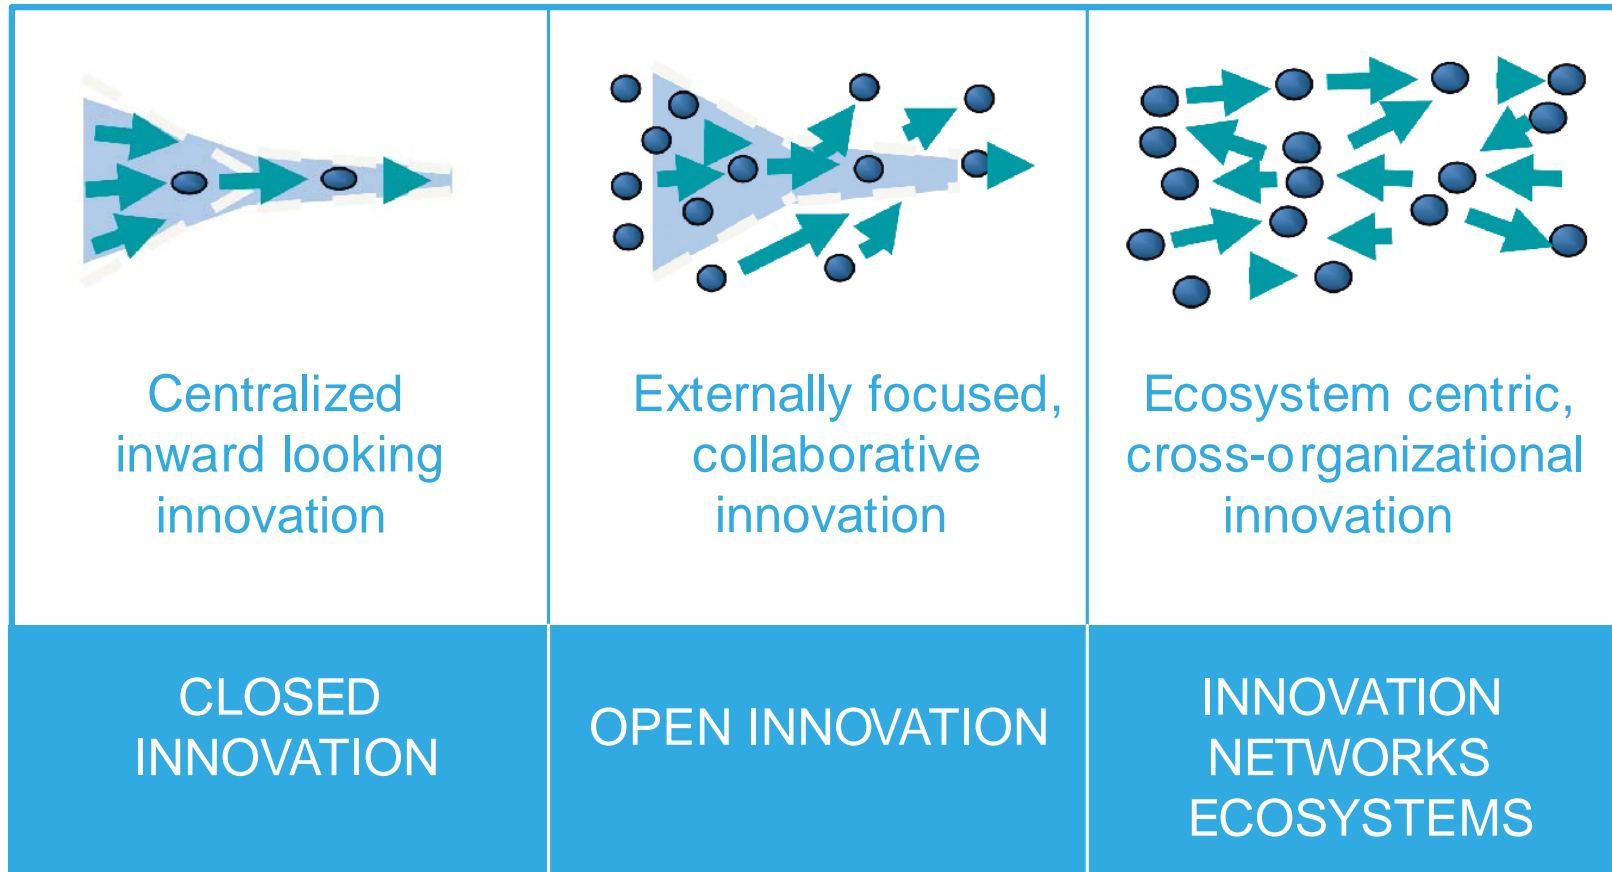 Centralized
inward looking
innovation
Externally focused,
collaborative
innovation
Ecosystem centric,
cross-organizational
innovation
CLOSED
INNOVATION
OPEN INNOVATION
INNOVATION
NETWORKS
ECOSYSTEMS